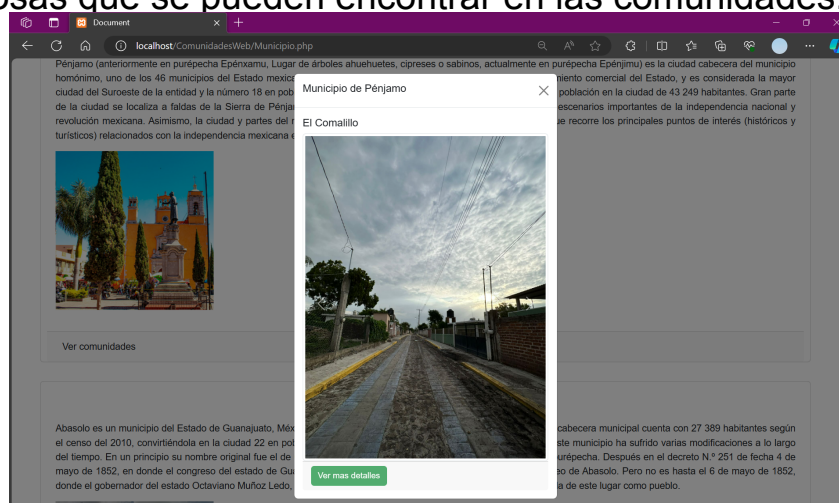 osas que se pueden encontrar en las comunidades.
Document
localhost/ComunidadesWeb/Municipio.php
Pénjamo (anteriormente en purépecha Epénxamu, Lugar de árboles ahuehuetes, cipreses o sabinos, actualmente en purépecha Epénjimu) es la ciudad cabecera del municipio
homónimo, uno de los 46 municipios del Estado mexica
miento comercial del Estado, y es considerada la mayor
ciudad del Suroeste de la entidad y la número 18 en pob
población en la ciudad de 43 249 habitantes. Gran parte
de la ciudad se localiza a faldas de la Sierra de Pénja
escenarios importantes de la independencia nacional y
revolución mexicana. Asimismo, la ciudad y partes del
ue recorre los principales puntos de interés (históricos y
turísticos) relacionados con la independencia mexicana e
Municipio de Pénjamo
El Comalillo
Ver mas detalles
Ver comunidades
Abasolo es un municipio del Estado de Guanajuato, Méx
cabecera municipal cuenta con 27 389 habitantes según
el censo del 2010, convirtiéndola en la ciudad 22 en pob
ste municipio ha sufrido varias modificaciones a lo largo
del tiempo. En un principio su nombre original fue el de
urépecha. Después en el decreto N.º 251 de fecha 4 de
mayo de 1852, en donde el congreso del estado de Gua
eo de Abasolo. Pero no es hasta el 6 de mayo de 1852,
donde el gobernador del estado Octaviano Muñoz Ledo,
a de este lugar como pueblo.